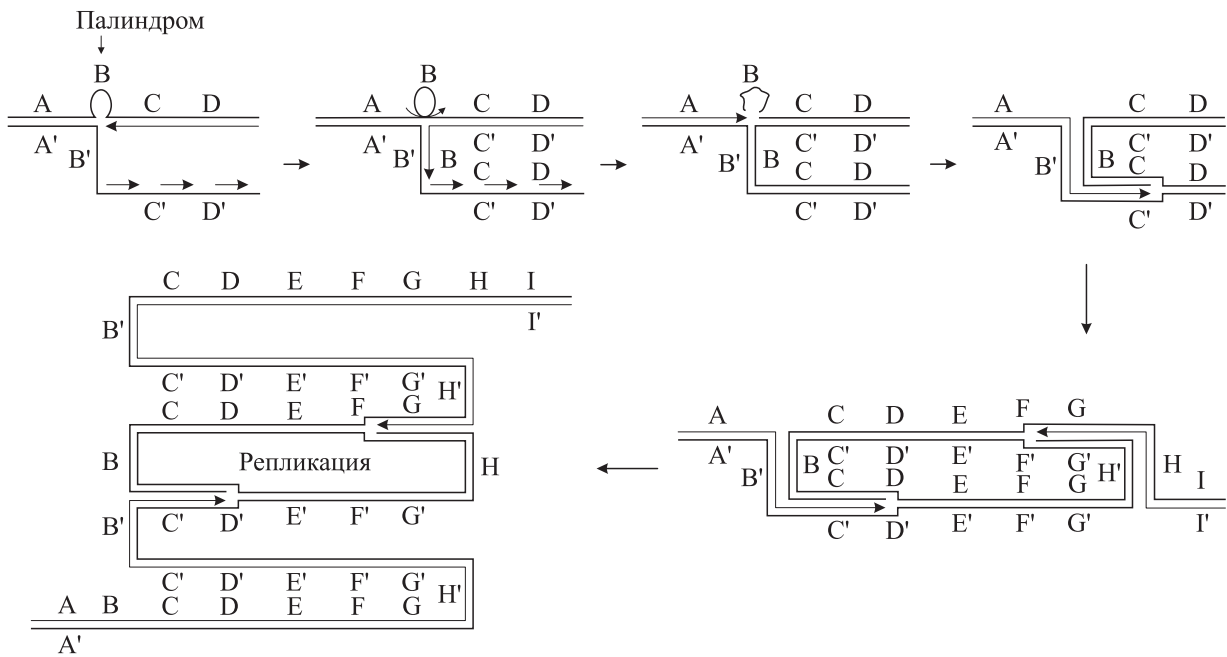 Палиндром
B
A C D
A'
B'
C' D'
B
A C D
A' C' D'
B' B C D
C' D'
B
A C D
A' C' D'
B' B C D
C' D'
A C D
A' C' D'
B' B C D
C' D'
C D E F G H I
B' I'
C' D' E' F' G' H'
C D E F G
B Репликация H
B' C' D' E' F' G'
C' D' E' F' G' H'
A B C D E F G
A'
A C D E F G
A' B C' D' E' F' G' H' H
B' C D E F G I
C' D' E' F' G' I'